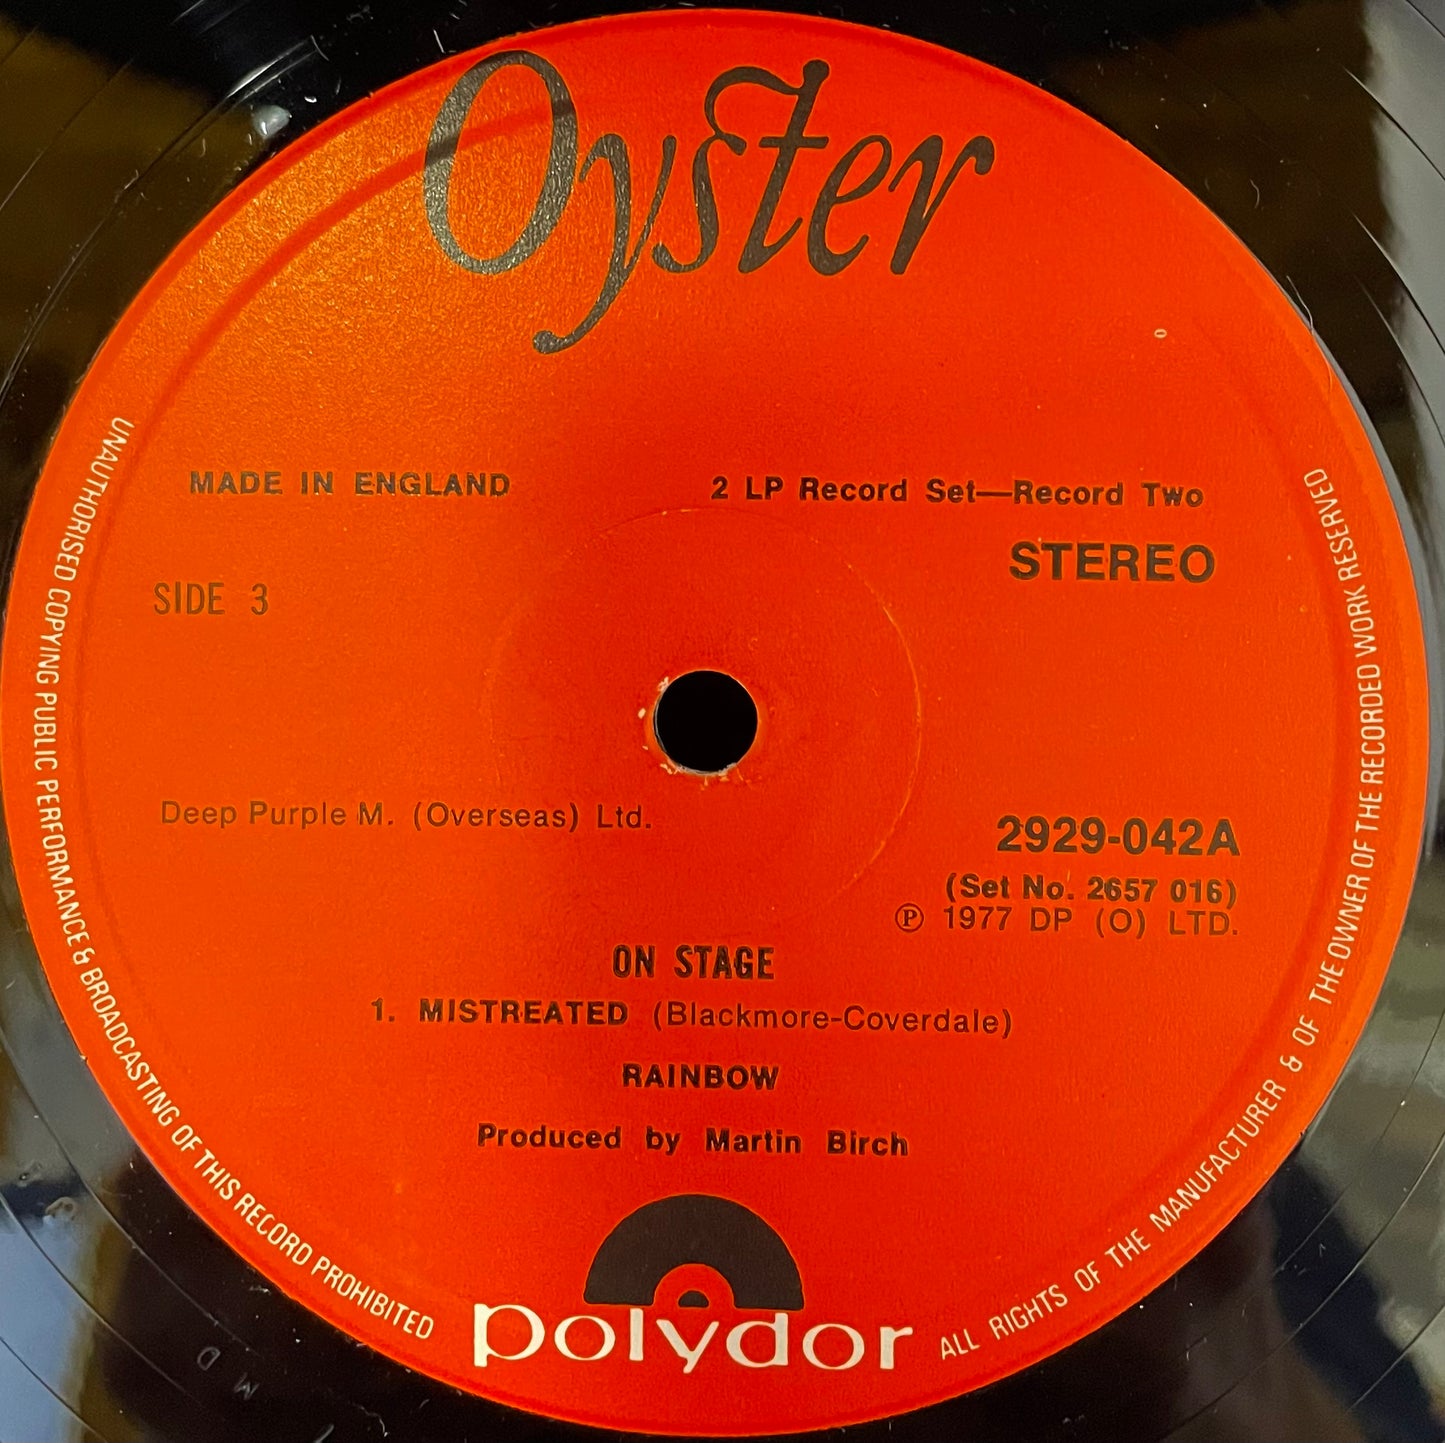 Oyster
MADE IN ENGLAND
2 LP Record Set—Record Two
STEREO
SIDE 3
Deep Purple M. (Overseas) Ltd.
2929-042A
(Set No. 2657 016)
℗ 1977 DP (O) LTD.
ON STAGE
1. MISTREATED (Blackmore-Coverdale)
RAINBOW
Produced by Martin Birch
polydor
UNAUTHORISED COPYING PUBLIC PERFORMANCE & BROADCASTING OF THIS RECORD PROHIBITED
ALL RIGHTS OF THE MANUFACTURER & OF THE OWNER OF THE RECORDED WORK RESERVED